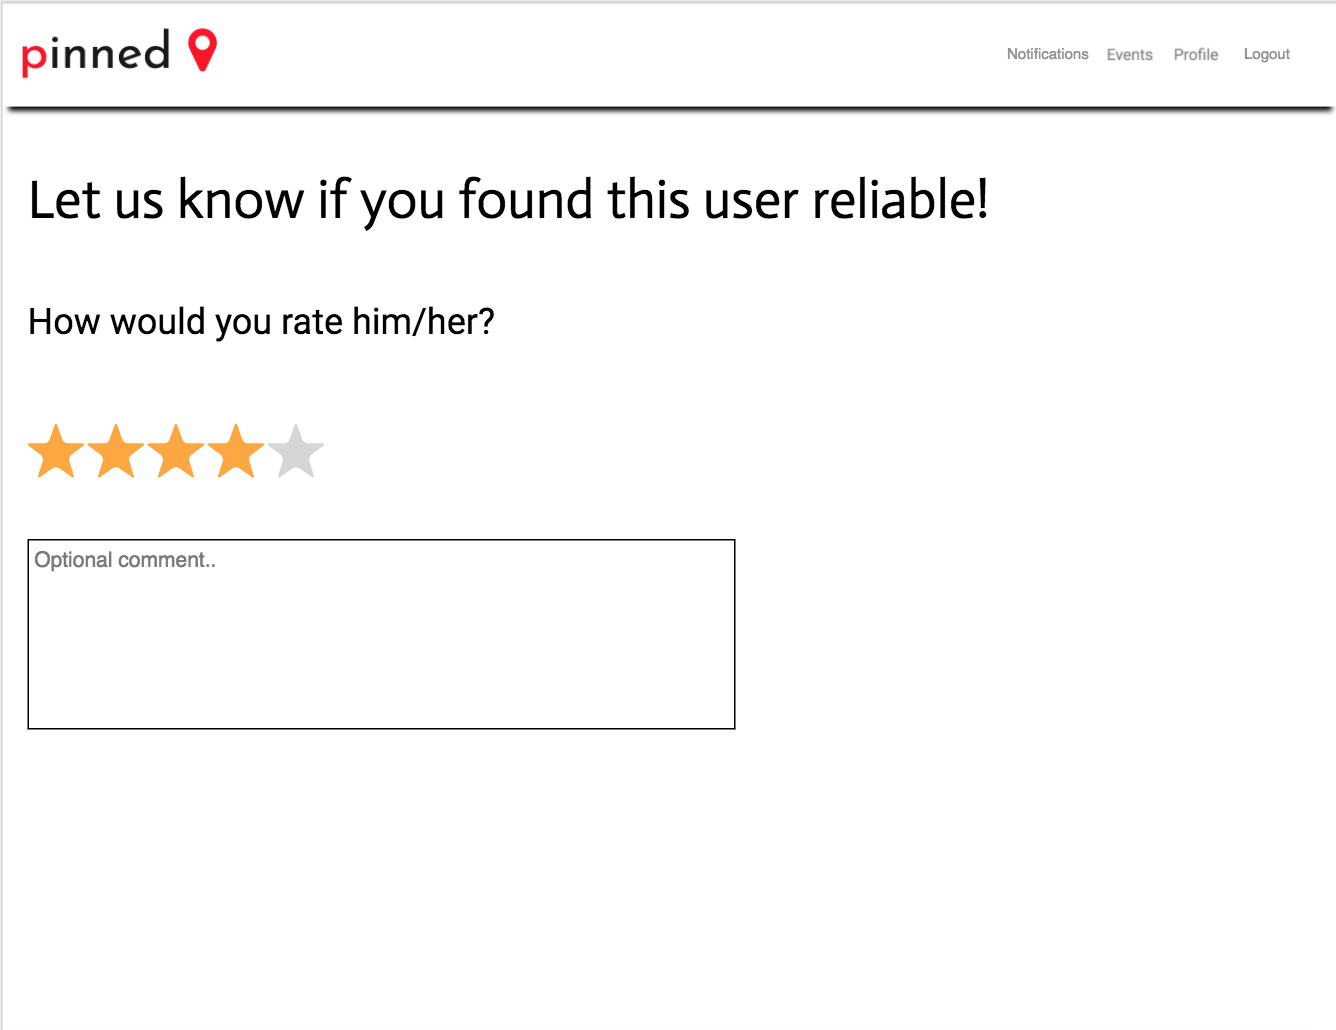 pinned
Notifications Events Profile Logout
Let us know if you found this user reliable!
How would you rate him/her?
Optional comment..